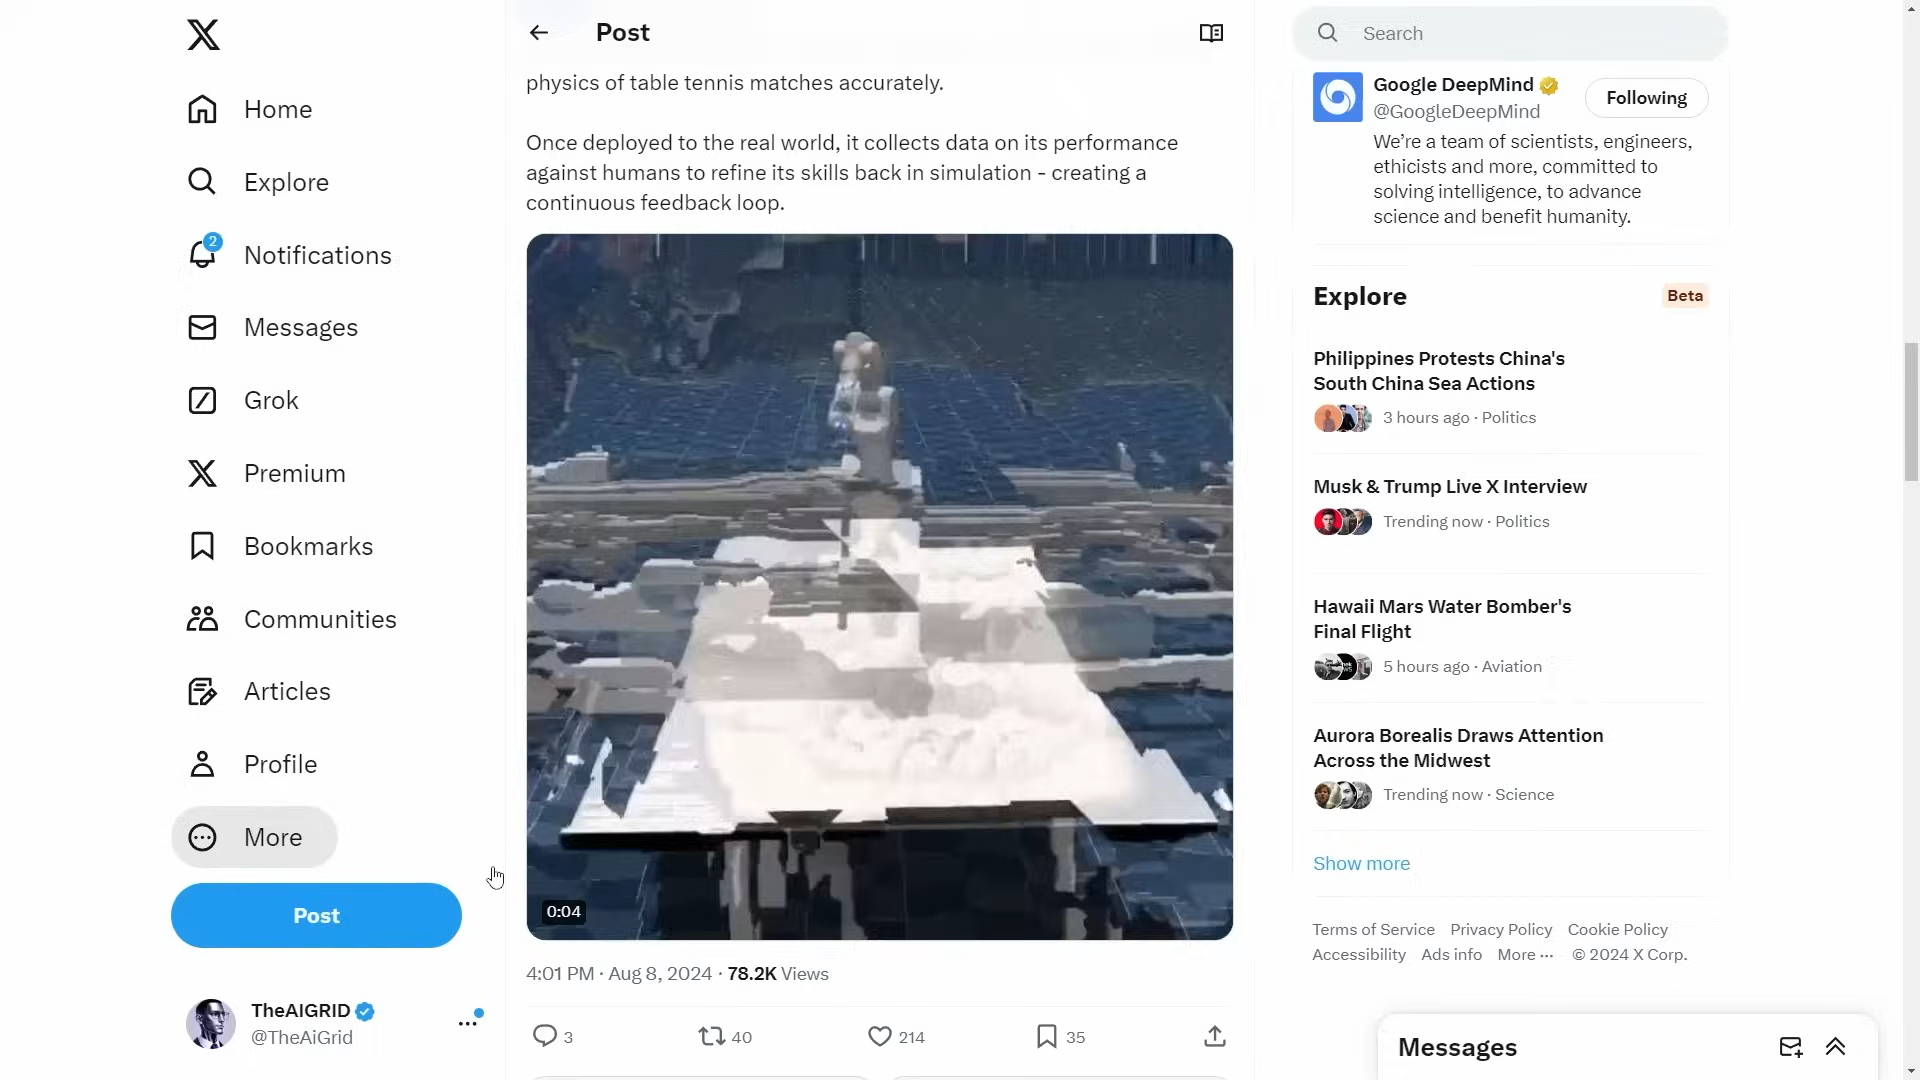 Home
Explore
2
Notifications
Messages
Grok
Premium
Bookmarks
Communities
Articles
Profile
More
Post
TheAIGRID
@TheAiGrid
Post
physics of table tennis matches accurately.
Once deployed to the real world, it collects data on its performance
against humans to refine its skills back in simulation - creating a
continuous feedback loop.
0:04
4:01 PM · Aug 8, 2024 · 78.2K Views
3
40
214
35
Search
Google DeepMind
@GoogleDeepMind
Following
We’re a team of scientists, engineers,
ethicists and more, committed to
solving intelligence, to advance
science and benefit humanity.
Explore
Beta
Philippines Protests China's
South China Sea Actions
3 hours ago · Politics
Musk & Trump Live X Interview
Trending now · Politics
Hawaii Mars Water Bomber's
Final Flight
5 hours ago · Aviation
Aurora Borealis Draws Attention
Across the Midwest
Trending now · Science
Show more
Terms of Service Privacy Policy Cookie Policy
Accessibility Ads info More ··· © 2024 X Corp.
Messages